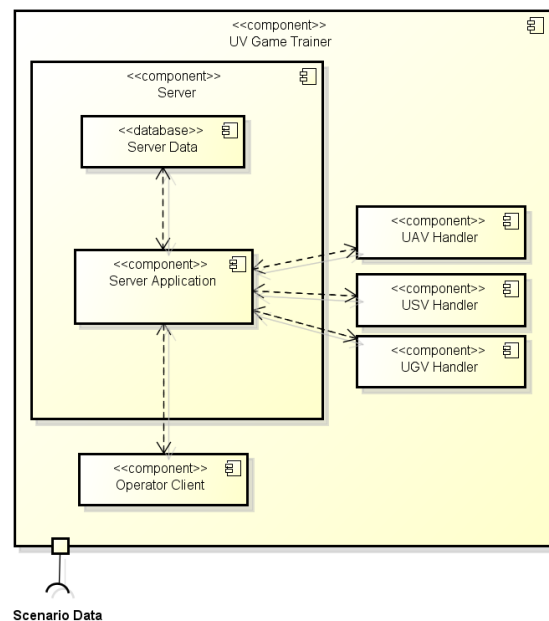 <<component>>
UV Game Trainer
<<component>>
Server
<<database>>
Server Data
<<component>>
Server Application
<<component>>
UAV Handler
<<component>>
USV Handler
<<component>>
UGV Handler
<<component>>
Operator Client
Scenario Data